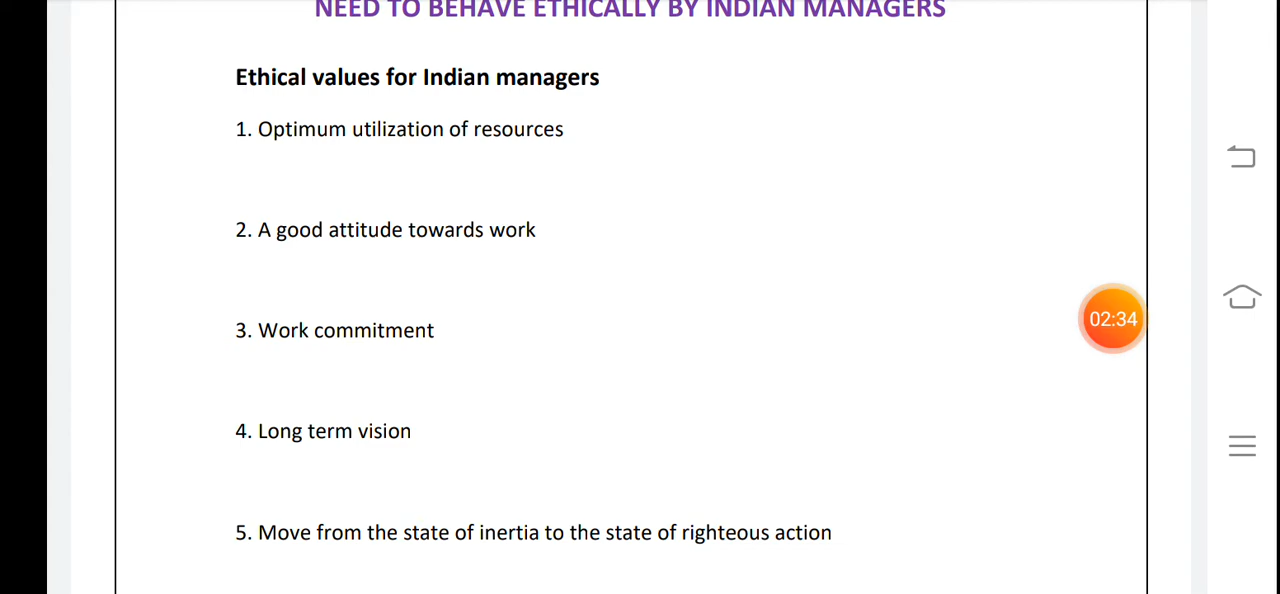 NEED TO BEHAVE ETHICALLY BY INDIAN MANAGERS
Ethical values for Indian managers
1. Optimum utilization of resources
2. A good attitude towards work
3. Work commitment
02:34
4. Long term vision
5. Move from the state of inertia to the state of righteous action